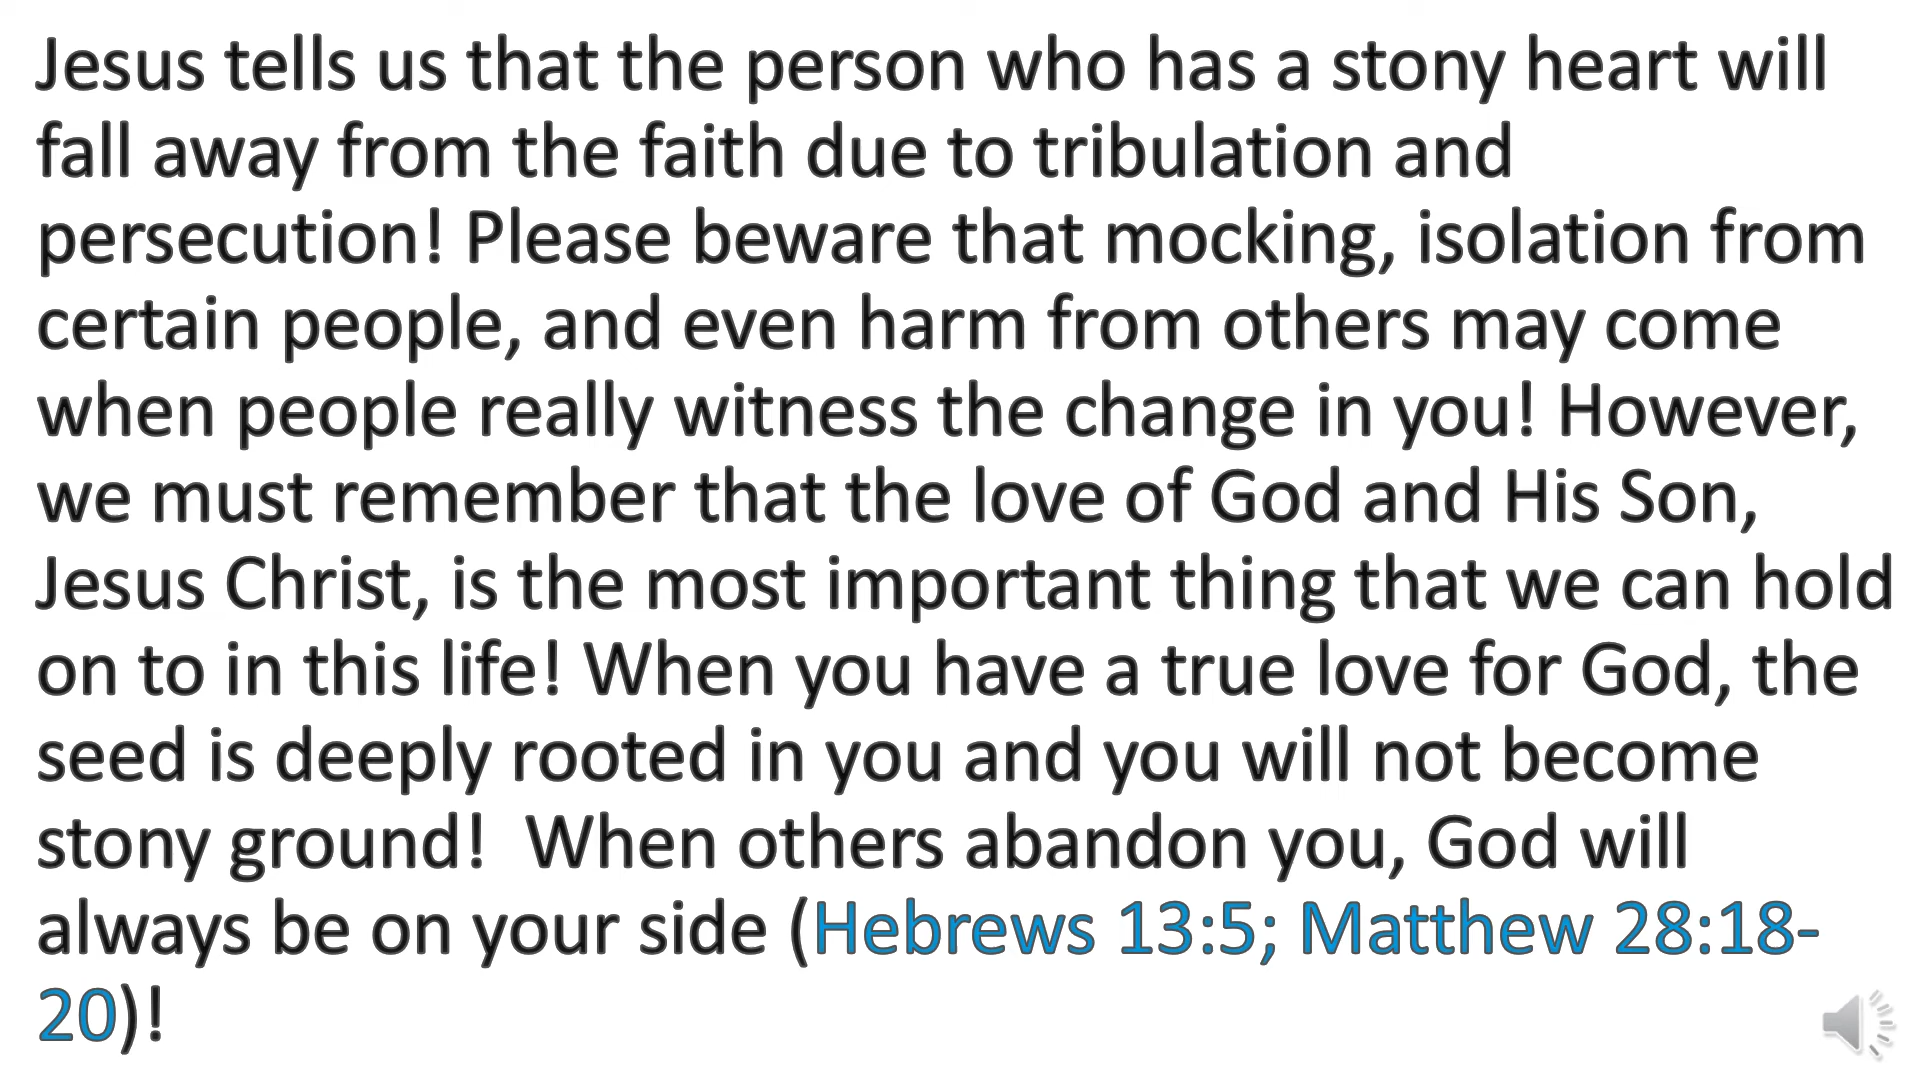 Jesus tells us that the person who has a stony heart will
fall away from the faith due to tribulation and
persecution! Please beware that mocking, isolation from
certain people, and even harm from others may come
when people really witness the change in you! However,
we must remember that the love of God and His Son,
Jesus Christ, is the most important thing that we can hold
on to in this life! When you have a true love for God, the
seed is deeply rooted in you and you will not become
stony ground!  When others abandon you, God will
always be on your side (Hebrews 13:5; Matthew 28:18-
20)!